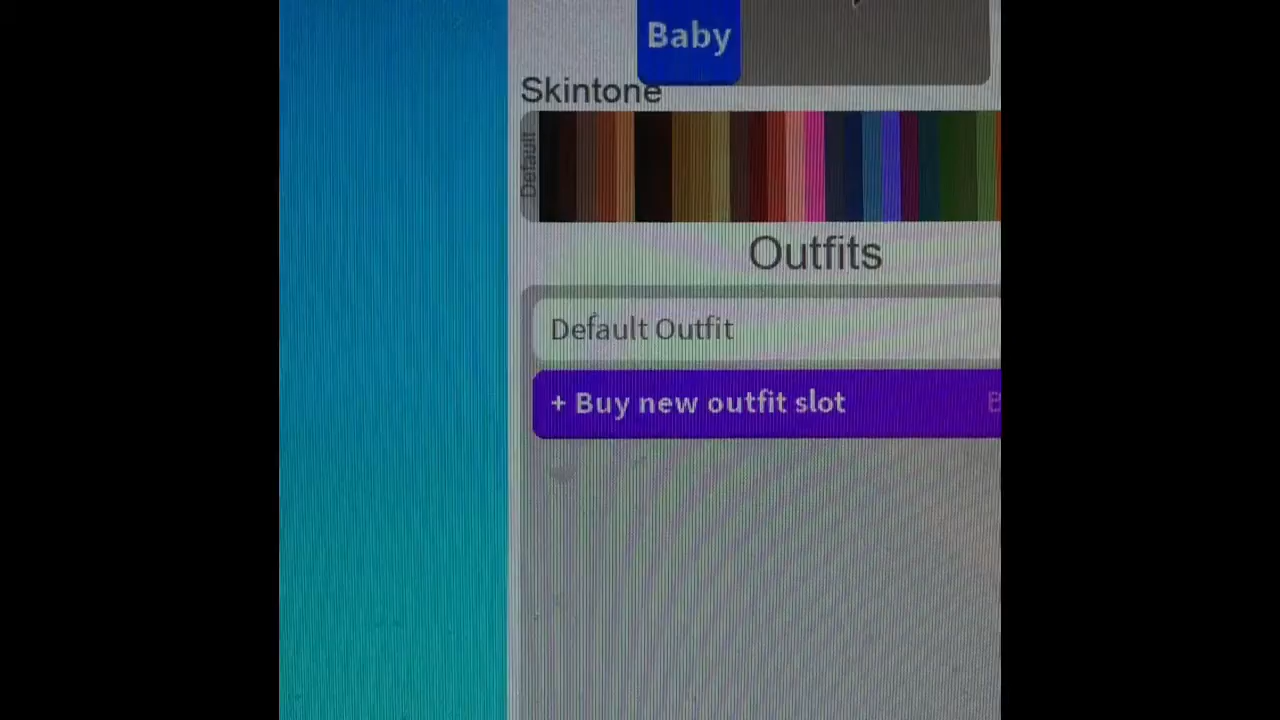 Baby
Skintone
Default
Outfits
Default Outfit
+ Buy new outfit slot